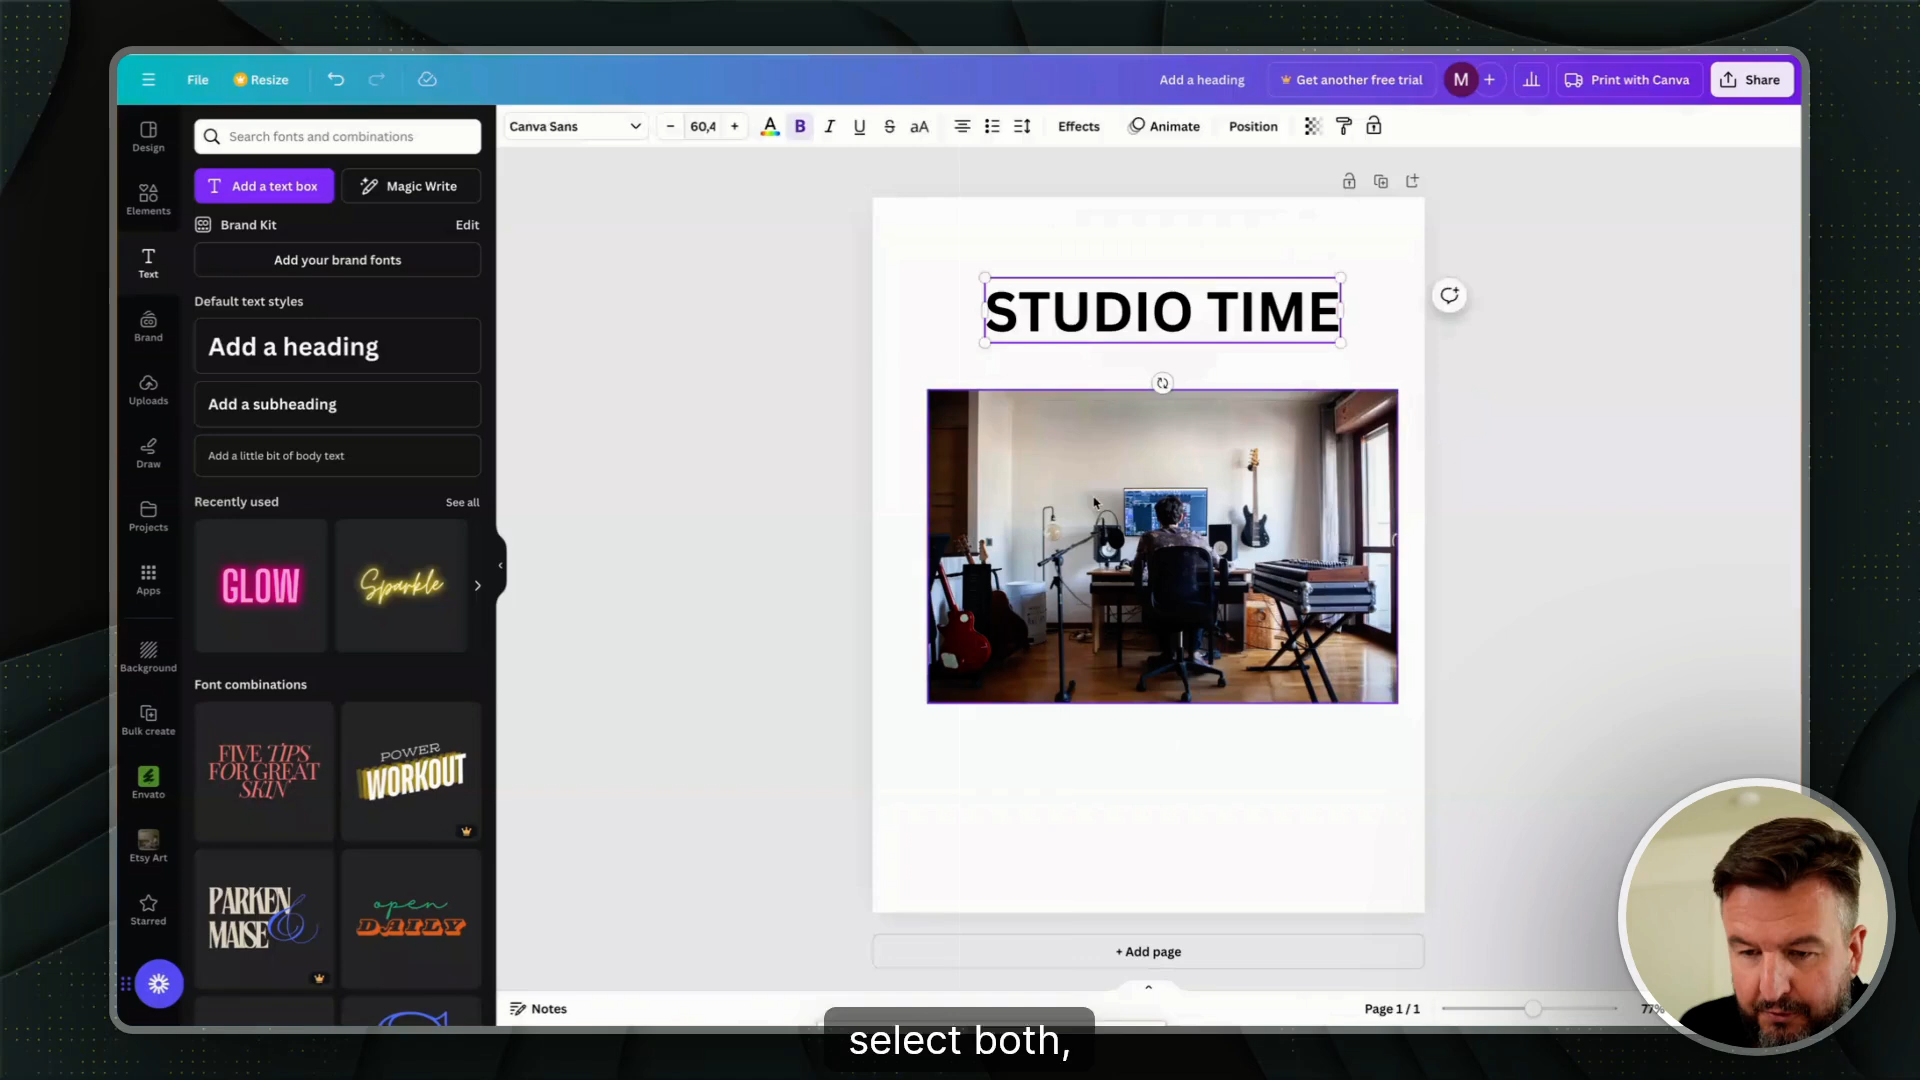 File
Resize
Add a heading
Get another free trial
M
+
Print with Canva
Share
Design
Elements
Text
Brand
Uploads
Draw
Projects
Apps
Background
Bulk create
Envato
Etsy Art
Starred
Search fonts and combinations
T Add a text box
Magic Write
Brand Kit
Edit
Add your brand fonts
Default text styles
Add a heading
Add a subheading
Add a little bit of body text
Recently used
See all
GLOW
Sparkle
Font combinations
FIVE TIPS
FOR GREAT
SKIN
POWER
WORKOUT
PARKEN
&
MAISE
open
DAILY
Canva Sans
− 60,4 +
A
B
I
U
S
aA
Effects
Animate
Position
STUDIO TIME
+ Add page
Notes
Page 1 / 1
77%
select both,